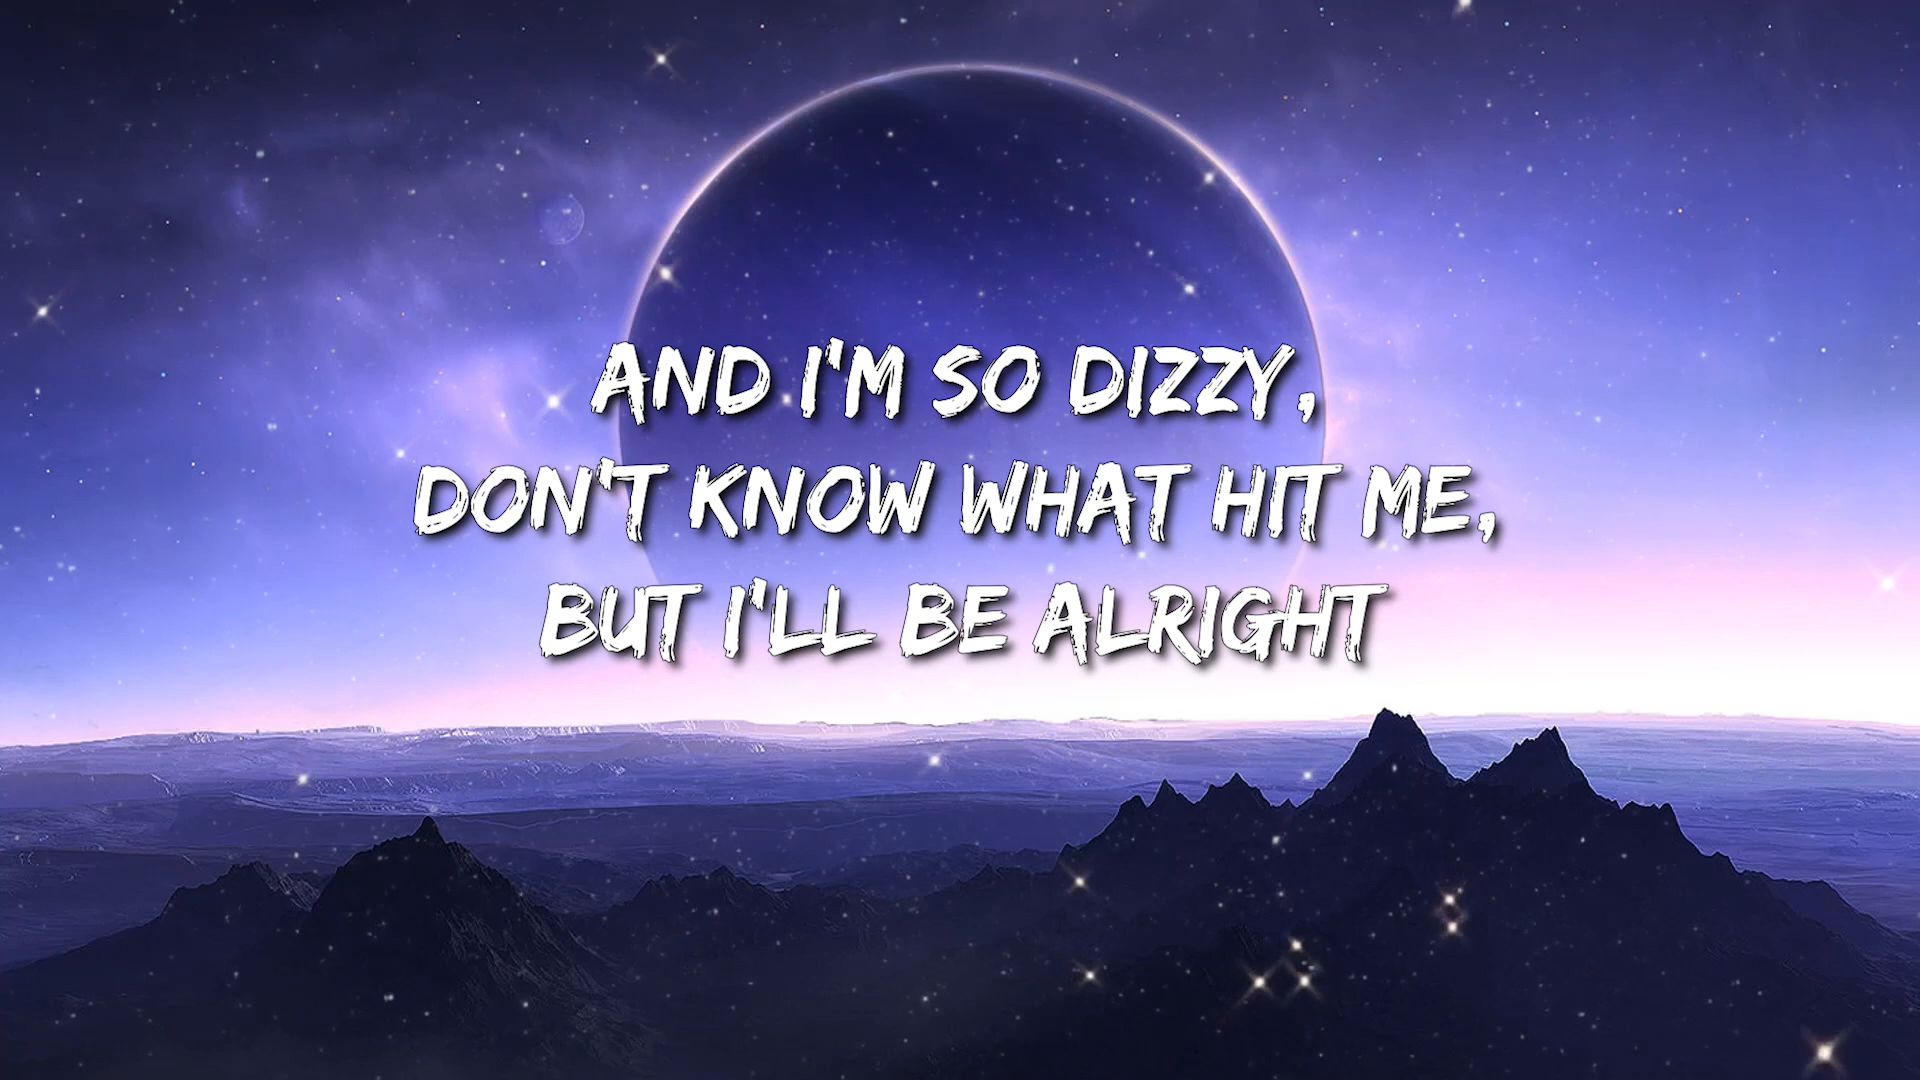 AND I'M SO DIZZY,
DON'T KNOW WHAT HIT ME,
BUT I'LL BE ALRIGHT